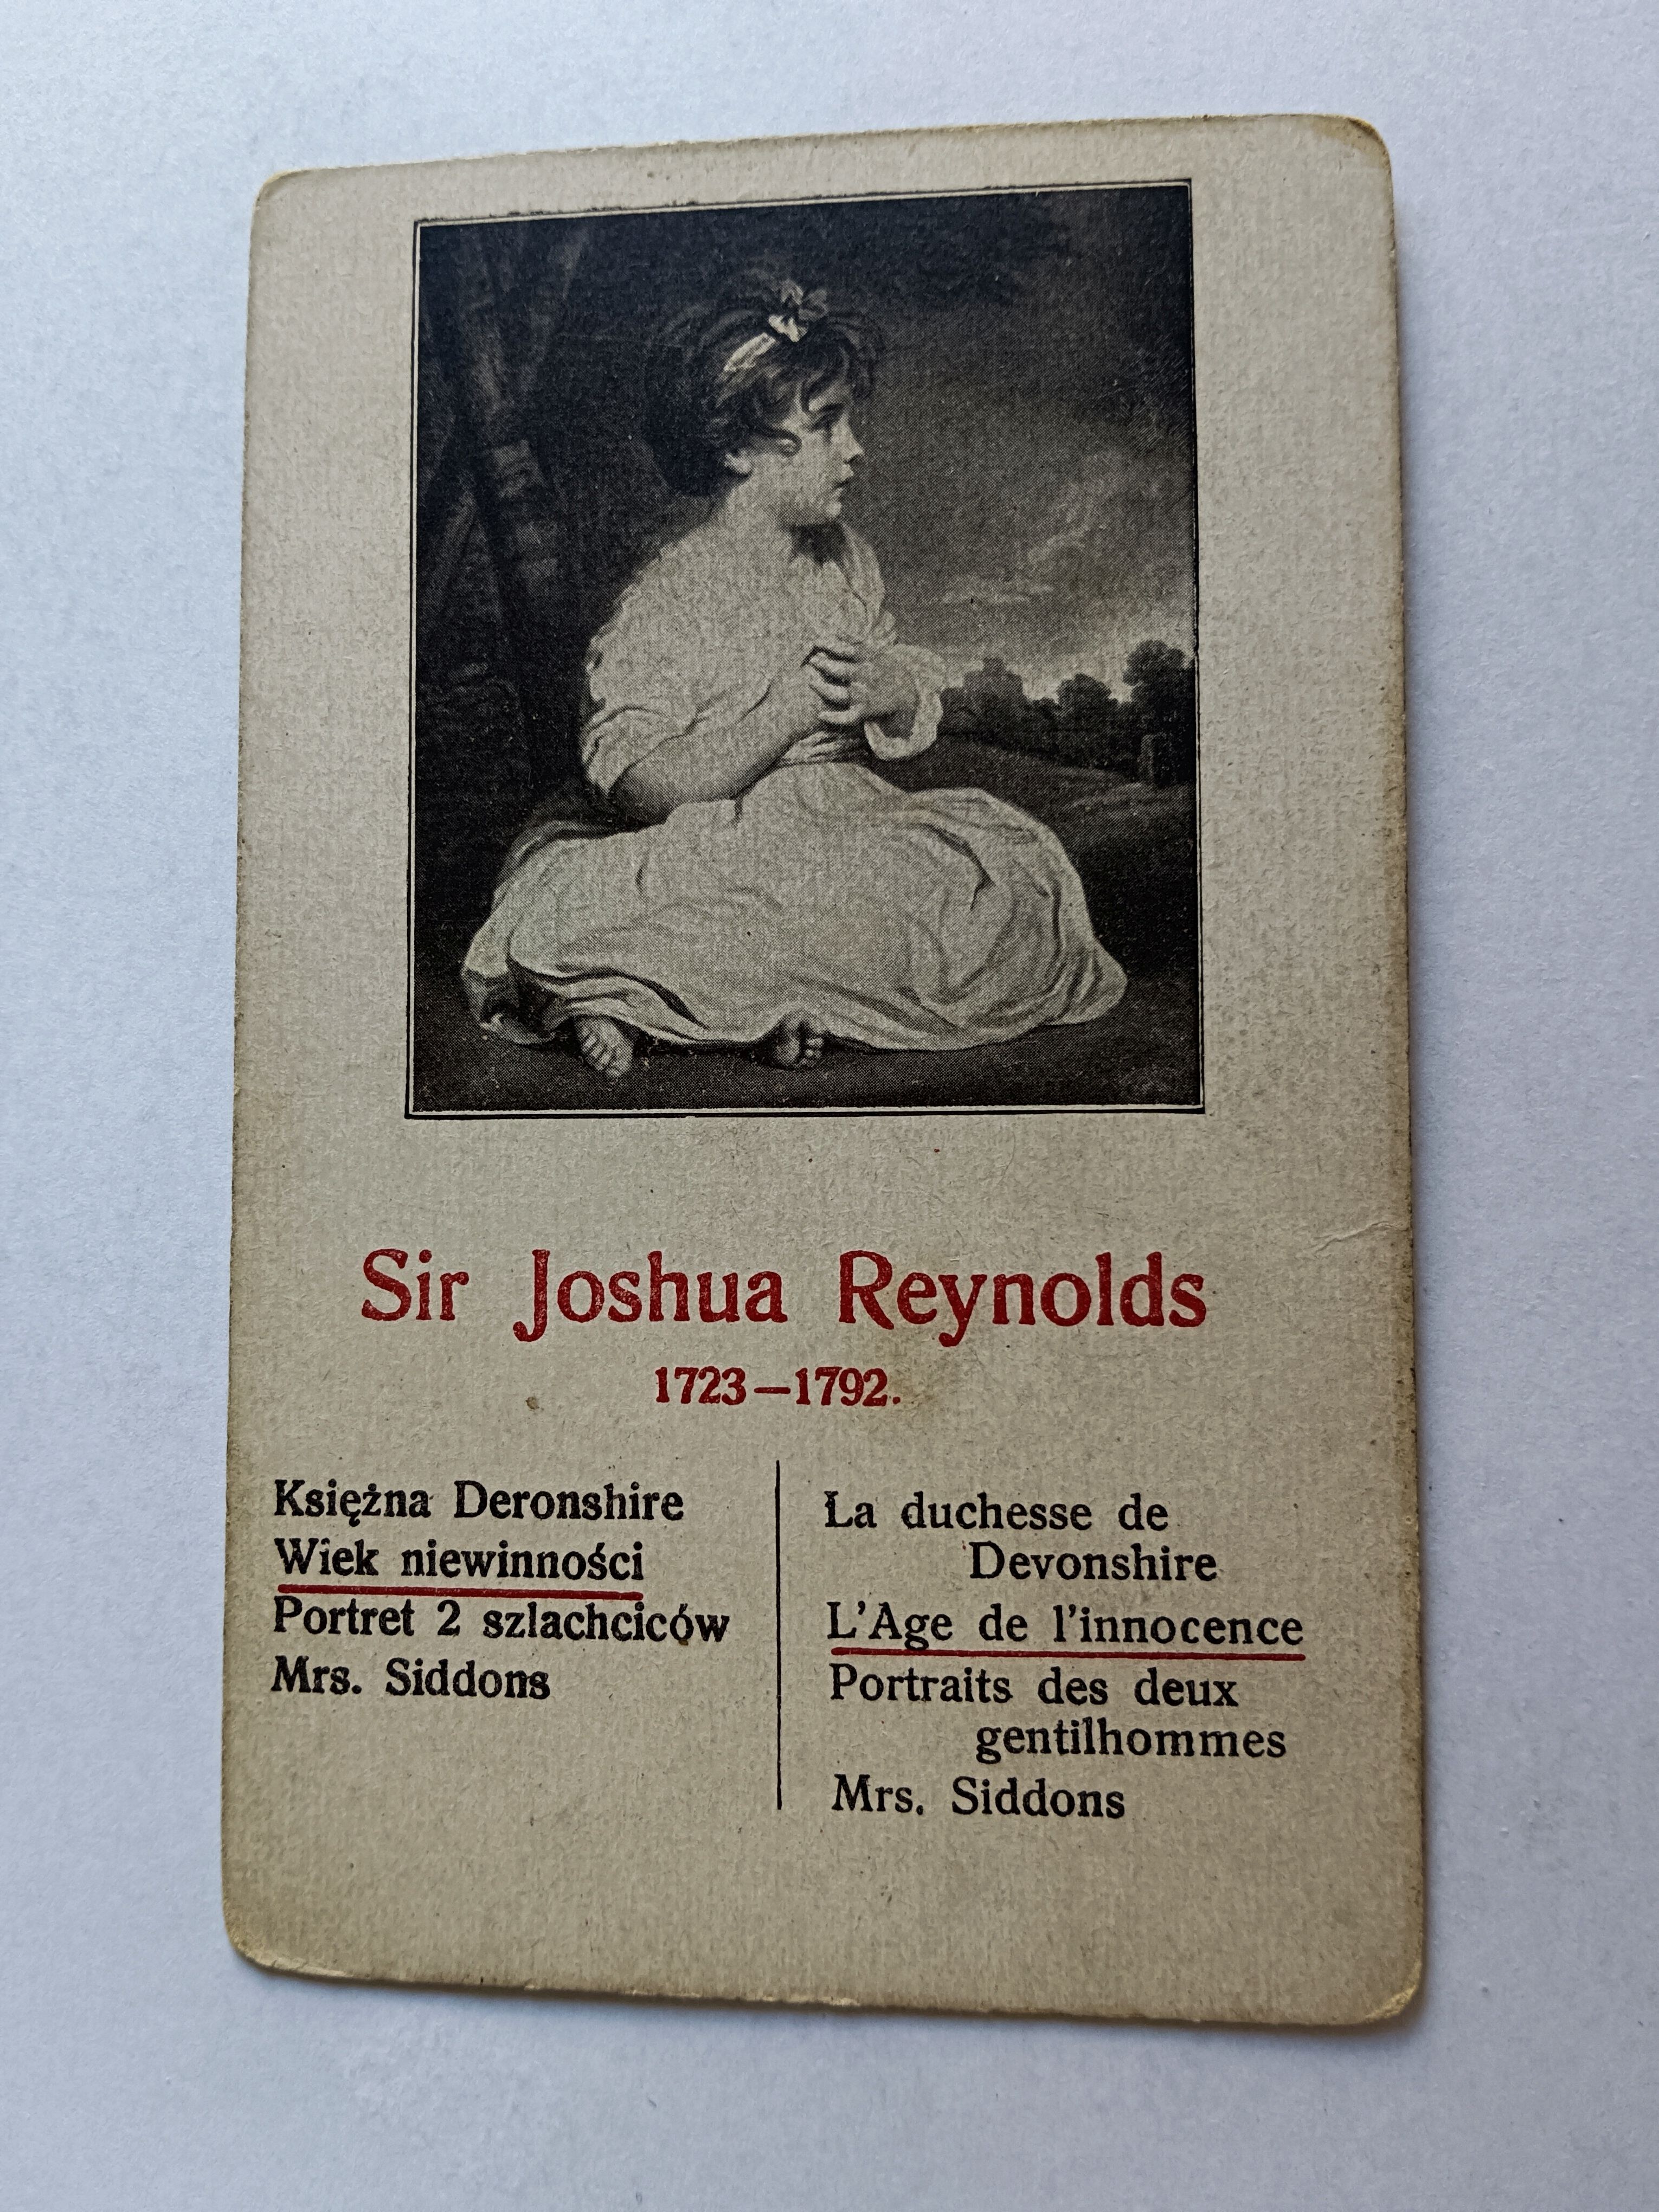 Sir Joshua Reynolds
1723—1792.
Księżna Deronshire
Wiek niewinności
Portret 2 szlachciców
Mrs. Siddons
La duchesse de
Devonshire
L'Age de l'innocence
Portraits des deux
gentilhommes
Mrs. Siddons